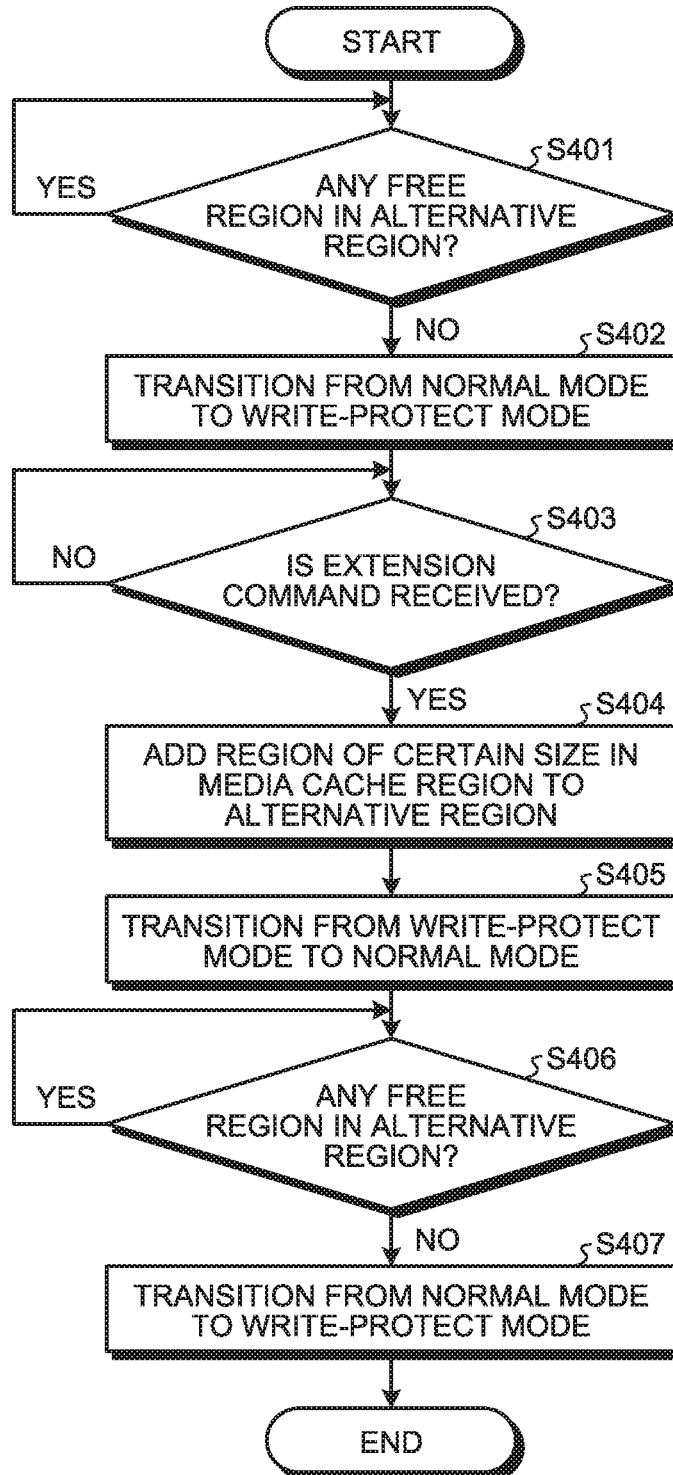 START
S401
YES
ANY FREE
REGION IN ALTERNATIVE
REGION?
NO
S402
TRANSITION FROM NORMAL MODE
TO WRITE-PROTECT MODE
S403
NO
IS EXTENSION
COMMAND RECEIVED?
YES
S404
ADD REGION OF CERTAIN SIZE IN
MEDIA CACHE REGION TO
ALTERNATIVE REGION
S405
TRANSITION FROM WRITE-PROTECT
MODE TO NORMAL MODE
S406
YES
ANY FREE
REGION IN ALTERNATIVE
REGION?
NO
S407
TRANSITION FROM NORMAL MODE
TO WRITE-PROTECT MODE
END